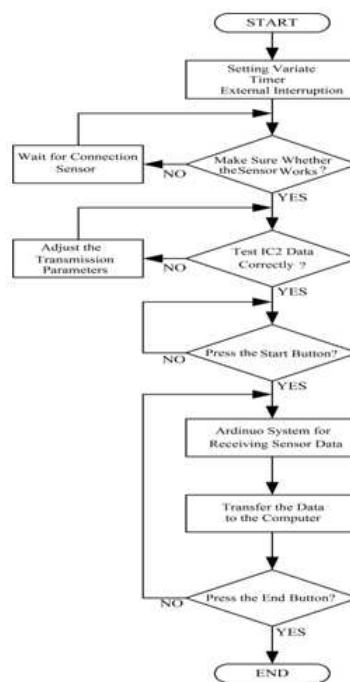 START
Setting Variate
Timer
External Interruption
Wait for Connection
Sensor
NO
Make Sure Whether
the Sensor Works?
YES
Adjust the
Transmission
Parameters
NO
Test IC2 Data
Correctly ?
YES
NO
Press the Start Button?
YES
Ardinuo System for
Receiving Sensor Data
Transfer the Data
to the Computer
NO
Press the End Button?
YES
END